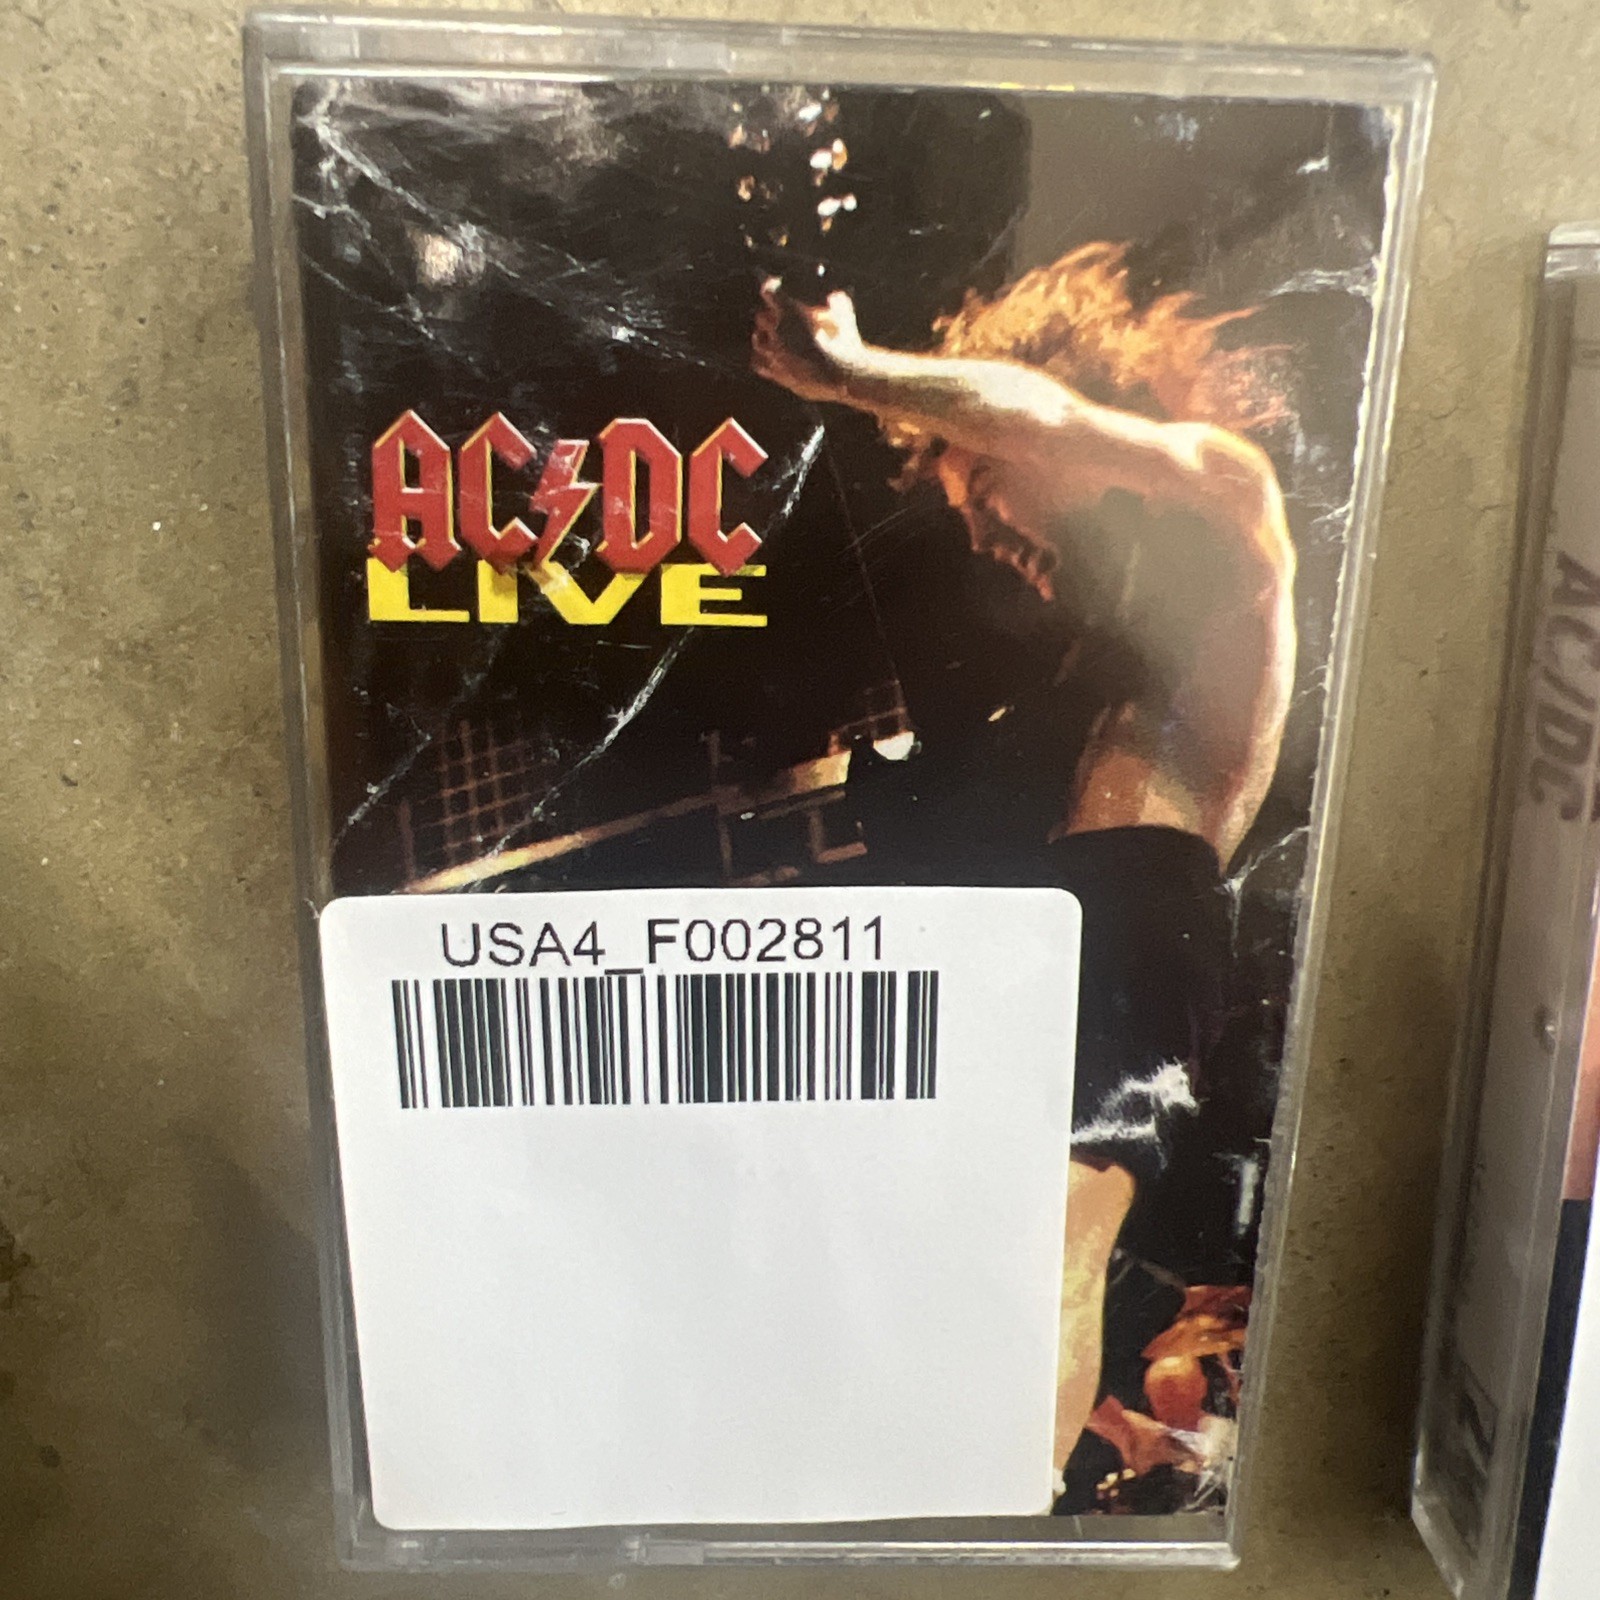 AC⚡DC
LIVE
USA4_F002811
AC/DC